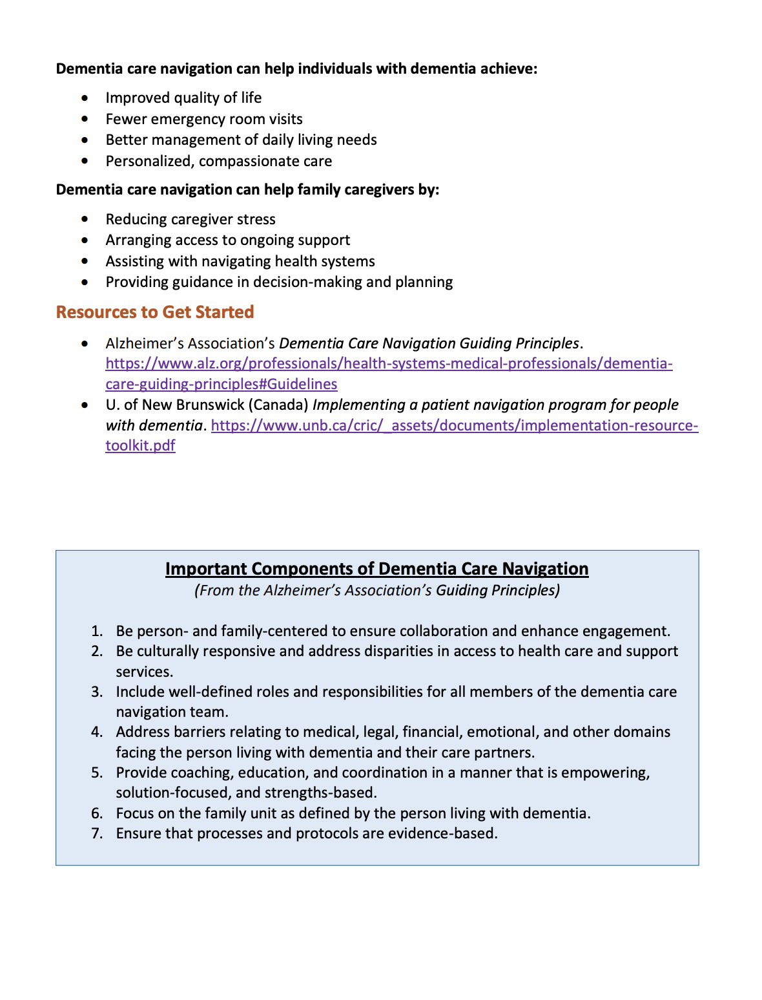 Dementia care navigation can help individuals with dementia achieve:
• Improved quality of life
• Fewer emergency room visits
• Better management of daily living needs
• Personalized, compassionate care
Dementia care navigation can help family caregivers by:
• Reducing caregiver stress
• Arranging access to ongoing support
• Assisting with navigating health systems
• Providing guidance in decision-making and planning
Resources to Get Started
• Alzheimer’s Association’s Dementia Care Navigation Guiding Principles.
https://www.alz.org/professionals/health-systems-medical-professionals/dementia-
care-guiding-principles#Guidelines
• U. of New Brunswick (Canada) Implementing a patient navigation program for people
with dementia. https://www.unb.ca/cric/_assets/documents/implementation-resource-
toolkit.pdf
Important Components of Dementia Care Navigation
(From the Alzheimer’s Association’s Guiding Principles)
1. Be person- and family-centered to ensure collaboration and enhance engagement.
2. Be culturally responsive and address disparities in access to health care and support
services.
3. Include well-defined roles and responsibilities for all members of the dementia care
navigation team.
4. Address barriers relating to medical, legal, financial, emotional, and other domains
facing the person living with dementia and their care partners.
5. Provide coaching, education, and coordination in a manner that is empowering,
solution-focused, and strengths-based.
6. Focus on the family unit as defined by the person living with dementia.
7. Ensure that processes and protocols are evidence-based.